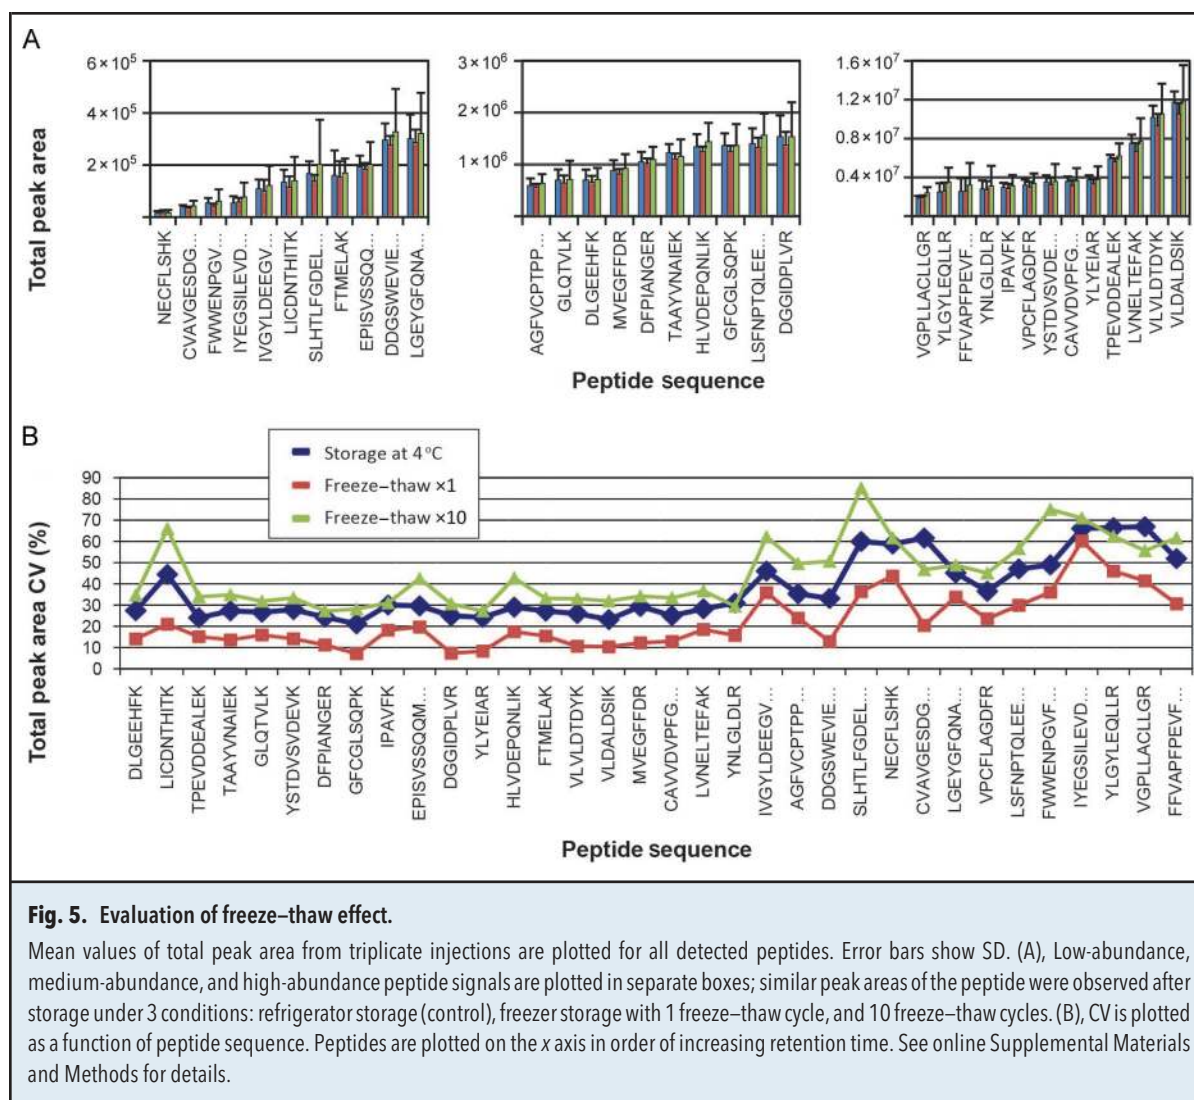 A
6 × 10⁵
4 × 10⁵
2 × 10⁵
3 × 10⁶
2 × 10⁶
1 × 10⁶
1.6 × 10⁷
1.2 × 10⁷
0.8 × 10⁷
0.4 × 10⁷
Total peak area
NECFLSHK
CVAVGESDG...
FWWENPGV...
IYEGSILEVD...
IVGYLDEEGV...
LICDNTHITK
SLHTLFGDEL...
FTMELAK
EPISVSSQQ...
DDGSWEVIE...
LGEYGFQNA...
AGFVCPTPP...
GLQTVLK
DLGEEHFK
MVEGFFDR
DFPIANGER
TAAYVNAIEK
HLVDEPQNLIK
GFCGLSQPK
LSFNPTQLEE...
DGGIDPLVR
VGPLLACLLGR
YLGYLEQLLR
FFVAPFPEVF...
YNLGLDLR
IPAVFK
VPCFLAGDFR
YSTDVSVDE...
CAVVDVPFG...
YLYEIAR
TPEVDDEALEK
LVNELTEFAK
VLVLDTDYK
VLDALDSIK
Peptide sequence
B
Storage at 4 °C
Freeze–thaw ×1
Freeze–thaw ×10
Total peak area CV (%)
90
80
70
60
50
40
30
20
10
0
DLGEEHFK
LICDNTHITK
TPEVDDEALEK
TAAYVNAIEK
GLQTVLK
YSTDVSVDEVK
DFPIANGER
GFCGLSQPK
IPAVFK
EPISVSSQQM...
DGGIDPLVR
YLYEIAR
HLVDEPQNLIK
FTMELAK
VLVLDTDYK
VLDALDSIK
MVEGFFDR
CAVVDVPFG...
LVNELTEFAK
YNLGLDLR
IVGYLDEEGV...
AGFVCPTPP...
DDGSWEVIE...
SLHTLFGDEL...
NECFLSHK
CVAVGESDG...
LGEYGFQNA...
VPCFLAGDFR
LSFNPTQLEE...
FWWENPGVF...
IYEGSILEVD...
YLGYLEQLLR
VGPLLACLLGR
FFVAPFPEVF...
Peptide sequence
Fig. 5. Evaluation of freeze–thaw effect.
Mean values of total peak area from triplicate injections are plotted for all detected peptides. Error bars show SD. (A), Low-abundance,
medium-abundance, and high-abundance peptide signals are plotted in separate boxes; similar peak areas of the peptide were observed after
storage under 3 conditions: refrigerator storage (control), freezer storage with 1 freeze–thaw cycle, and 10 freeze–thaw cycles. (B), CV is plotted
as a function of peptide sequence. Peptides are plotted on the x axis in order of increasing retention time. See online Supplemental Materials
and Methods for details.